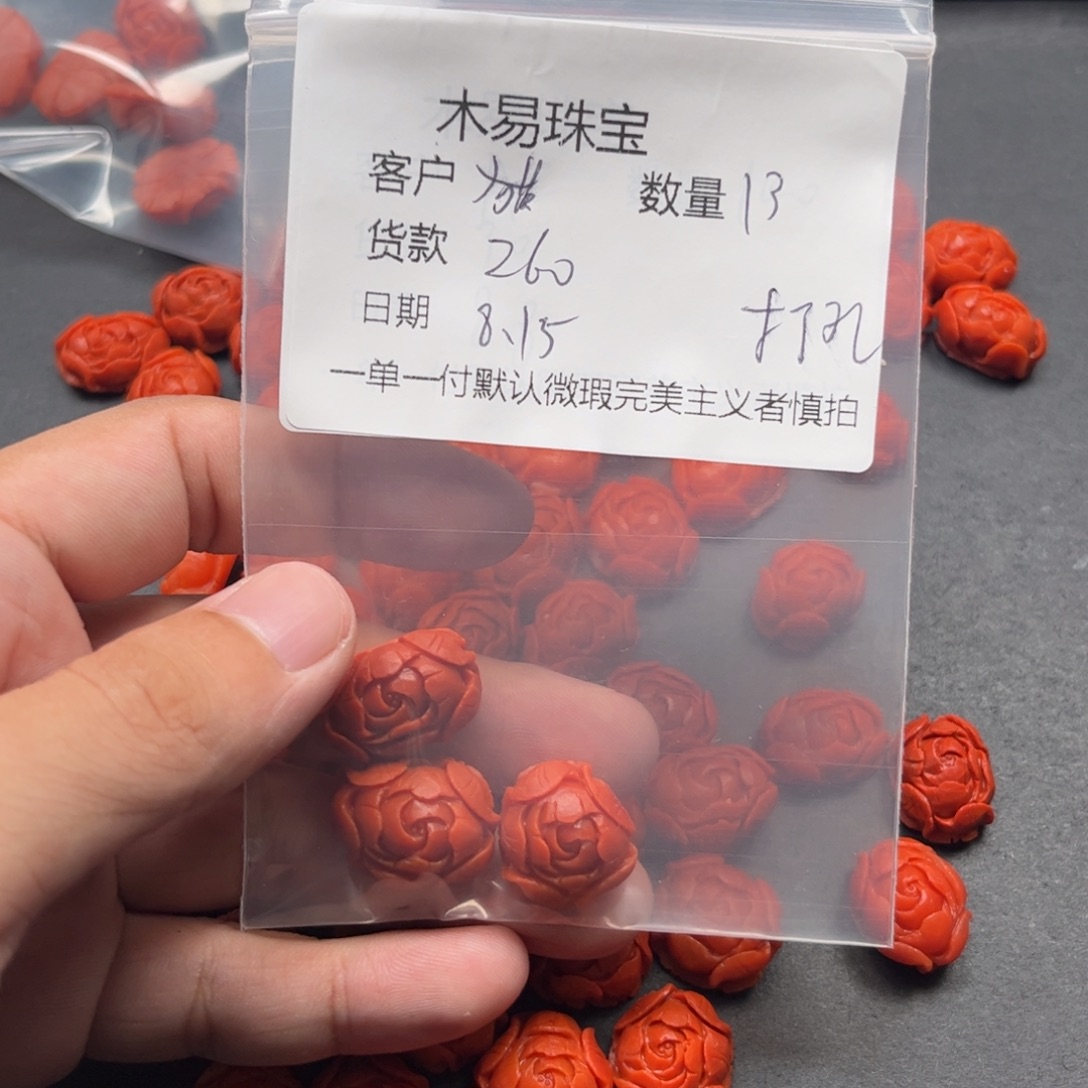 木易珠宝
客户 数量 13
货款 260
日期 8.15 打孔
一单一付默认微瑕完美主义者慎拍